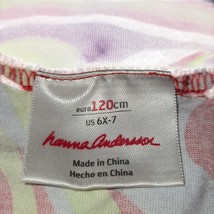 euro 120cm
US 6X-7
hanna Andersson
Made in China
Hecho en China